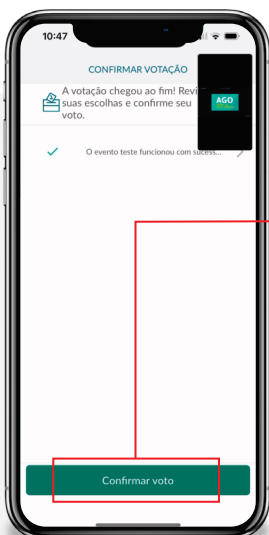 10:47
CONFIRMAR VOTAÇÃO
A votação chegou ao fim! Revi
suas escolhas e confirme seu
voto.
AGO
O evento teste funcionou com sucess...
Confirmar voto